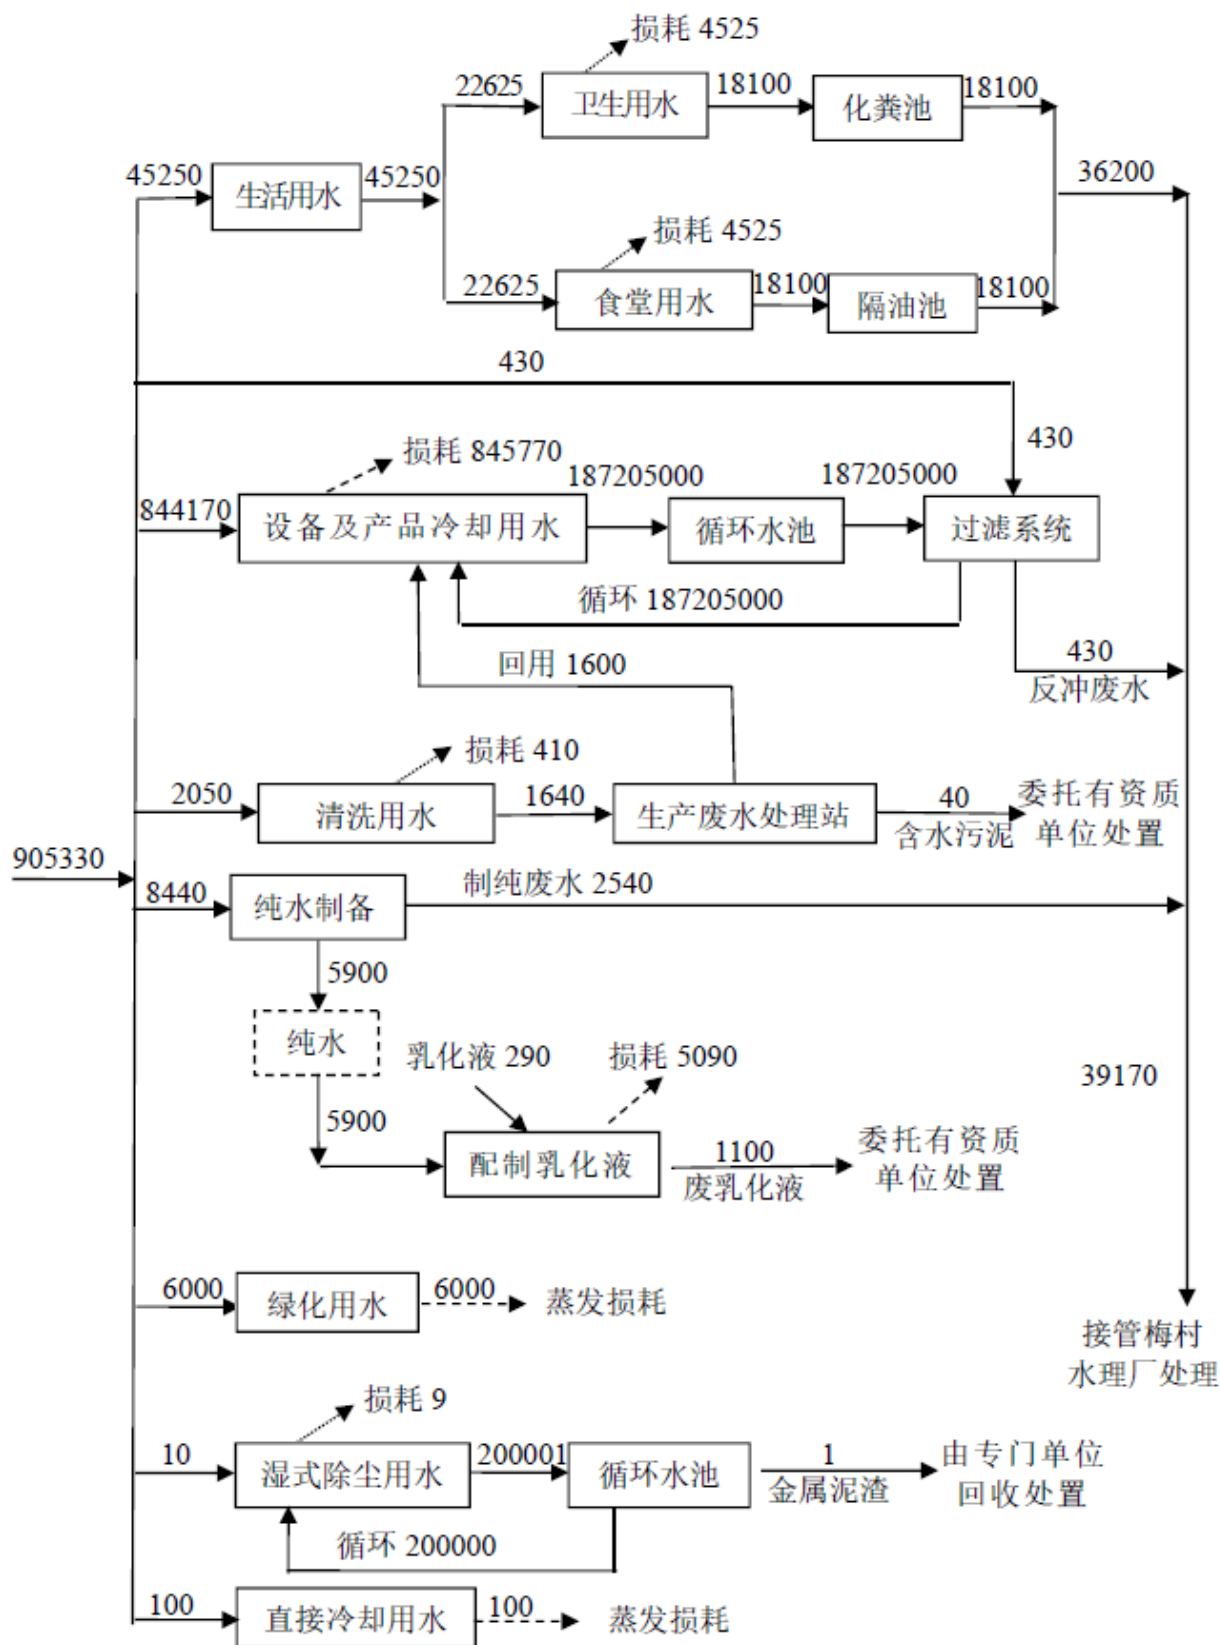 损耗 4525
22625
卫生用水
18100
化粪池
18100
45250
生活用水
45250
36200
损耗 4525
22625
食堂用水
18100
隔油池
18100
430
430
损耗 845770
844170
设备及产品冷却用水
187205000
循环水池
187205000
过滤系统
循环 187205000
回用 1600
430
反冲废水
损耗 410
2050
清洗用水
1640
生产废水处理站
40
含水污泥
委托有资质
单位处置
905330
8440
纯水制备
制纯废水 2540
5900
纯水
5900
乳化液 290
损耗 5090
配制乳化液
1100
废乳化液
委托有资质
单位处置
39170
6000
绿化用水
6000
蒸发损耗
接管梅村
水理厂处理
损耗 9
10
湿式除尘用水
200001
循环水池
1
金属泥渣
由专门单位
回收处置
循环 200000
100
直接冷却用水
100
蒸发损耗